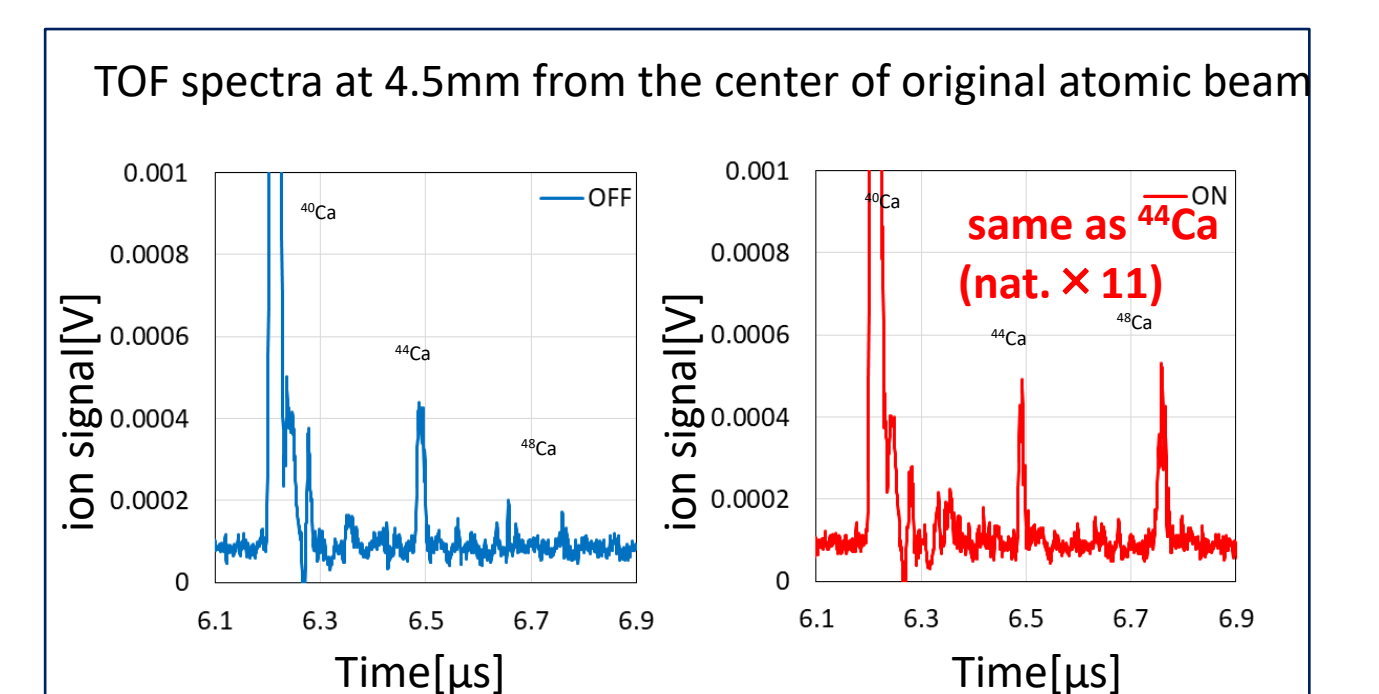 TOF spectra at 4.5mm from the center of original atomic beam
ion signal[V]
0.001
0.0008
0.0006
0.0004
0.0002
0
OFF
⁴⁰Ca
⁴⁴Ca
⁴⁸Ca
6.1 6.3 6.5 6.7 6.9
Time[μs]
ion signal[V]
0.001
0.0008
0.0006
0.0004
0.0002
0
ON
⁴⁰Ca
same as ⁴⁴Ca
(nat. × 11)
⁴⁸Ca
⁴⁴Ca
6.1 6.3 6.5 6.7 6.9
Time[μs]